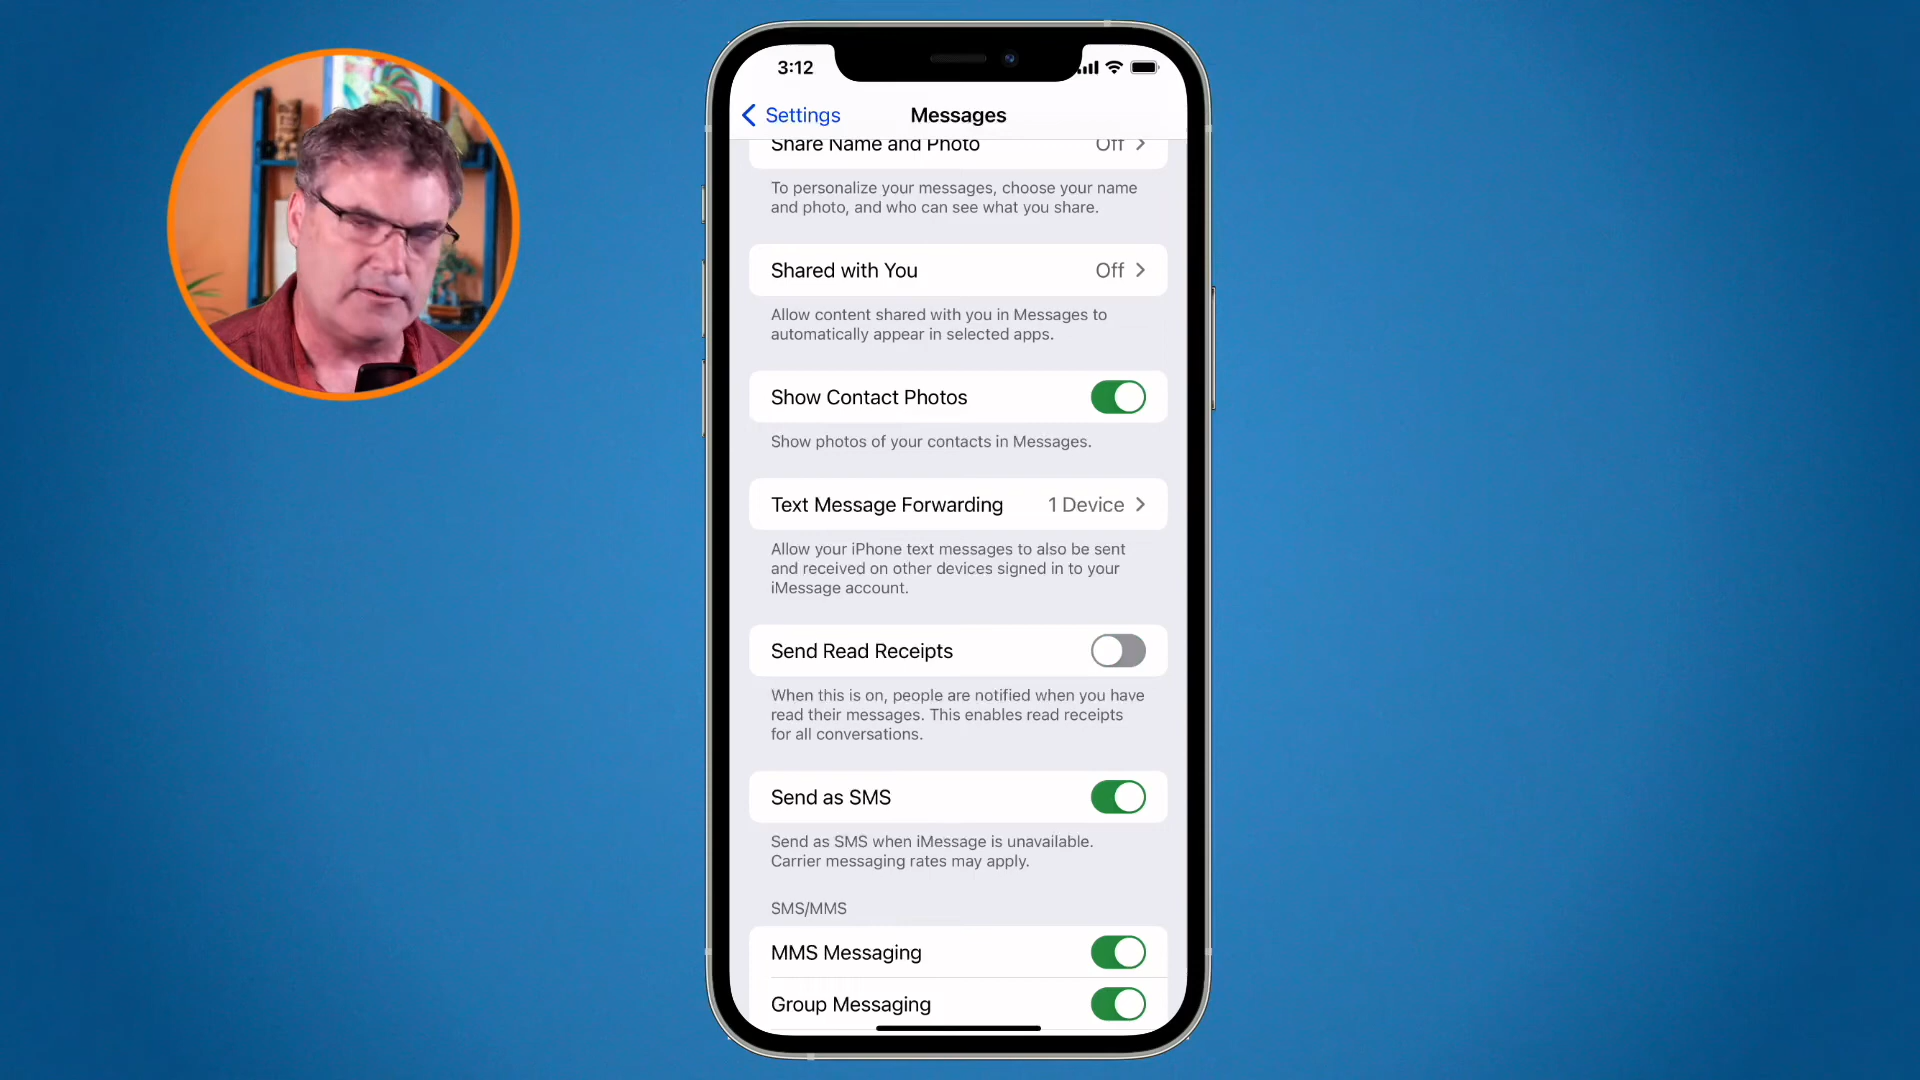 3:12
Settings
Messages
Share Name and Photo
Off
To personalize your messages, choose your name
and photo, and who can see what you share.
Shared with You
Off
Allow content shared with you in Messages to
automatically appear in selected apps.
Show Contact Photos
Show photos of your contacts in Messages.
Text Message Forwarding
1 Device
Allow your iPhone text messages to also be sent
and received on other devices signed in to your
iMessage account.
Send Read Receipts
When this is on, people are notified when you have
read their messages. This enables read receipts
for all conversations.
Send as SMS
Send as SMS when iMessage is unavailable.
Carrier messaging rates may apply.
SMS/MMS
MMS Messaging
Group Messaging